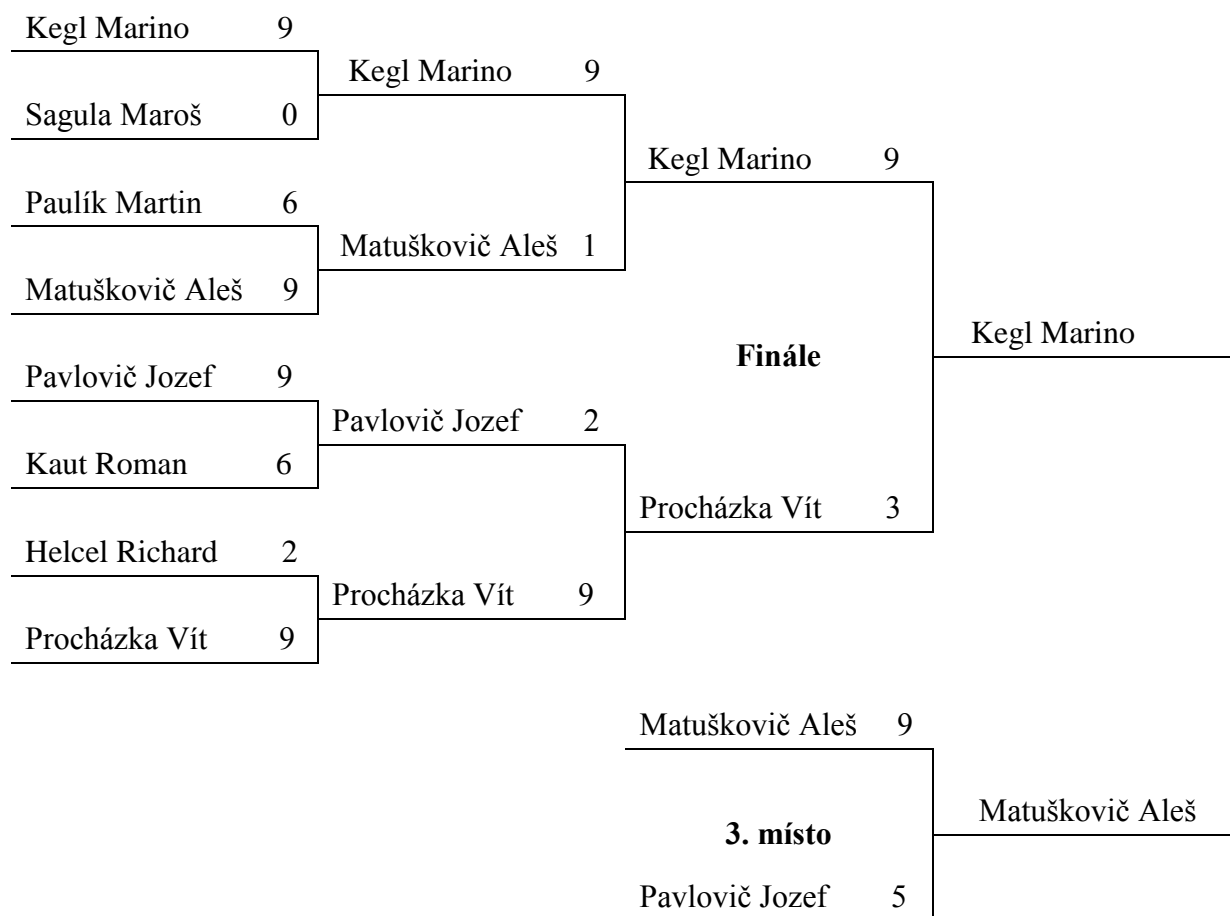 Kegl Marino 9
Kegl Marino 9
Sagula Maroš 0
Kegl Marino 9
Paulík Martin 6
Matuškovič Aleš 1
Matuškovič Aleš 9
Kegl Marino
Finále
Pavlovič Jozef 9
Pavlovič Jozef 2
Kaut Roman 6
Procházka Vít 3
Helcel Richard 2
Procházka Vít 9
Procházka Vít 9
Matuškovič Aleš 9
Matuškovič Aleš
3. místo
Pavlovič Jozef 5